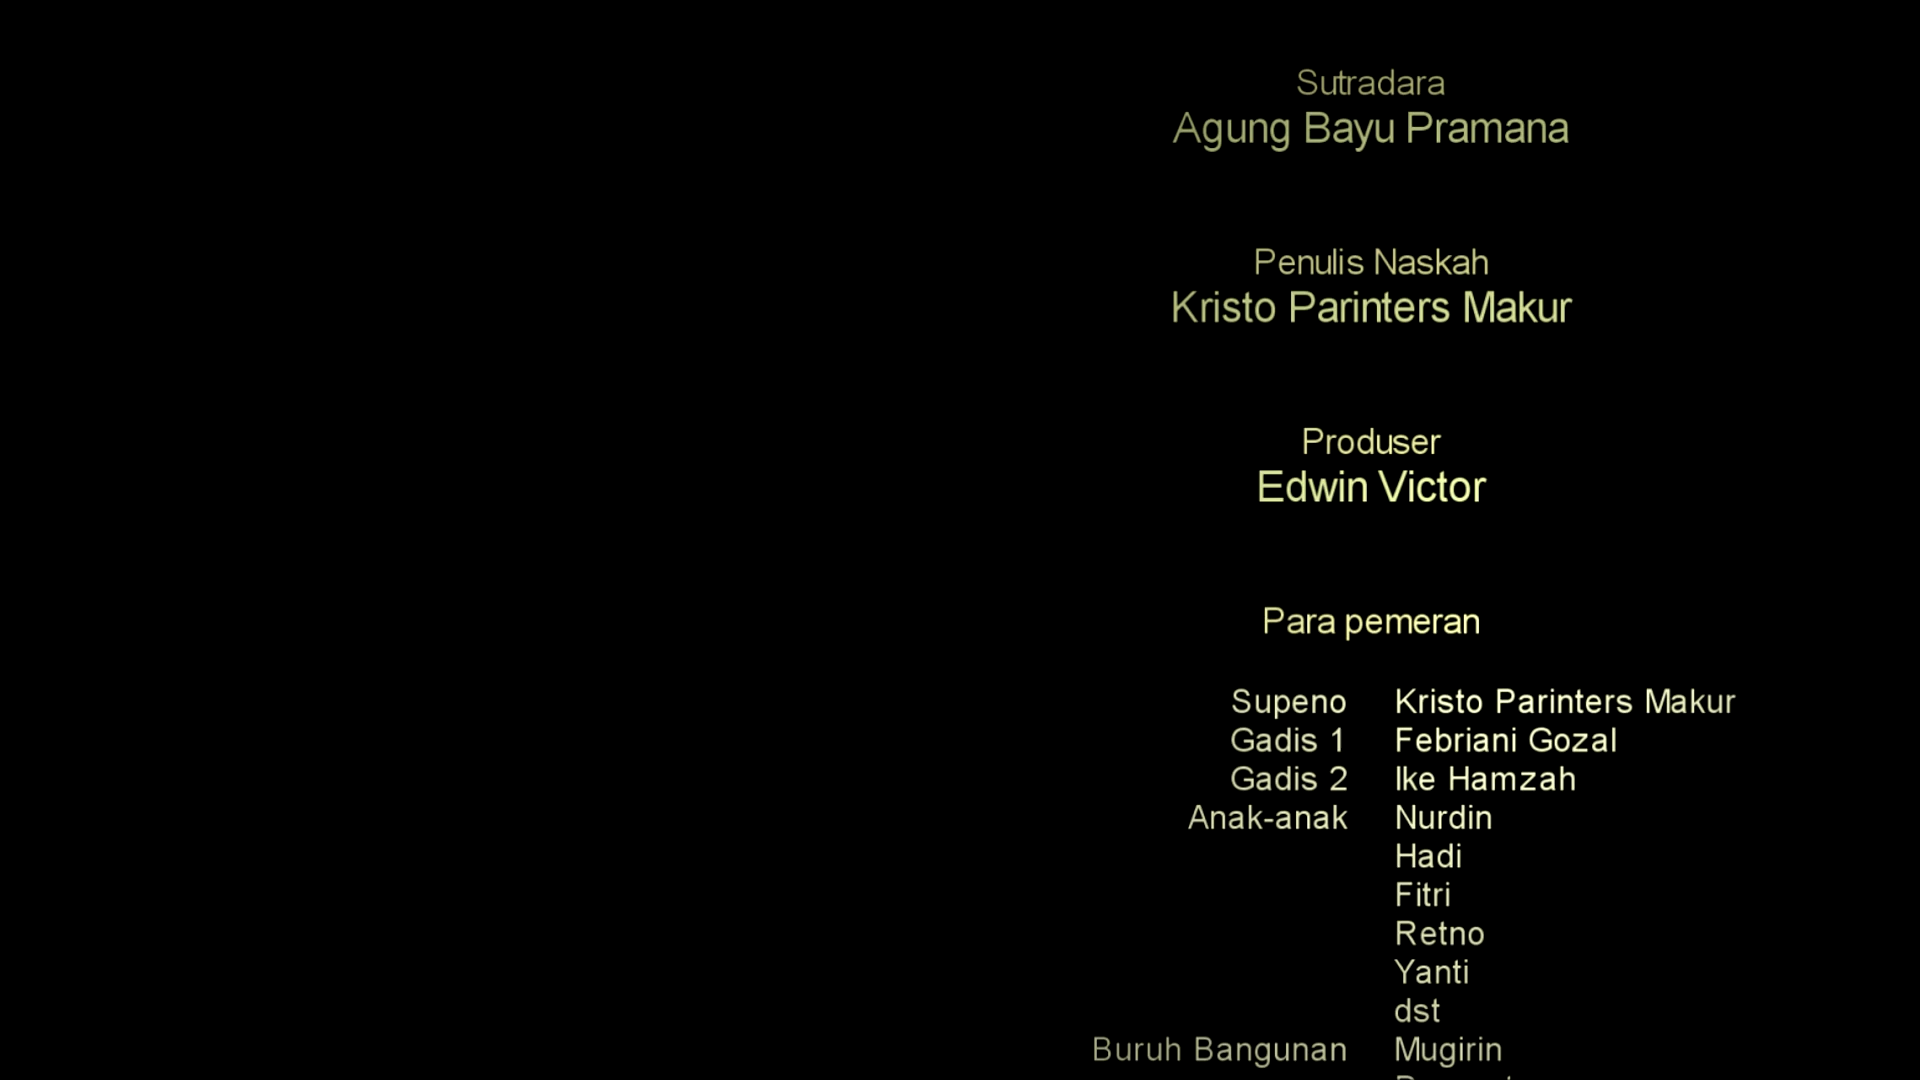 Sutradara
Agung Bayu Pramana
Penulis Naskah
Kristo Parinters Makur
Produser
Edwin Victor
Para pemeran
Supeno Kristo Parinters Makur
Gadis 1 Febriani Gozal
Gadis 2 Ike Hamzah
Anak-anak Nurdin
Hadi
Fitri
Retno
Yanti
dst
Buruh Bangunan Mugirin